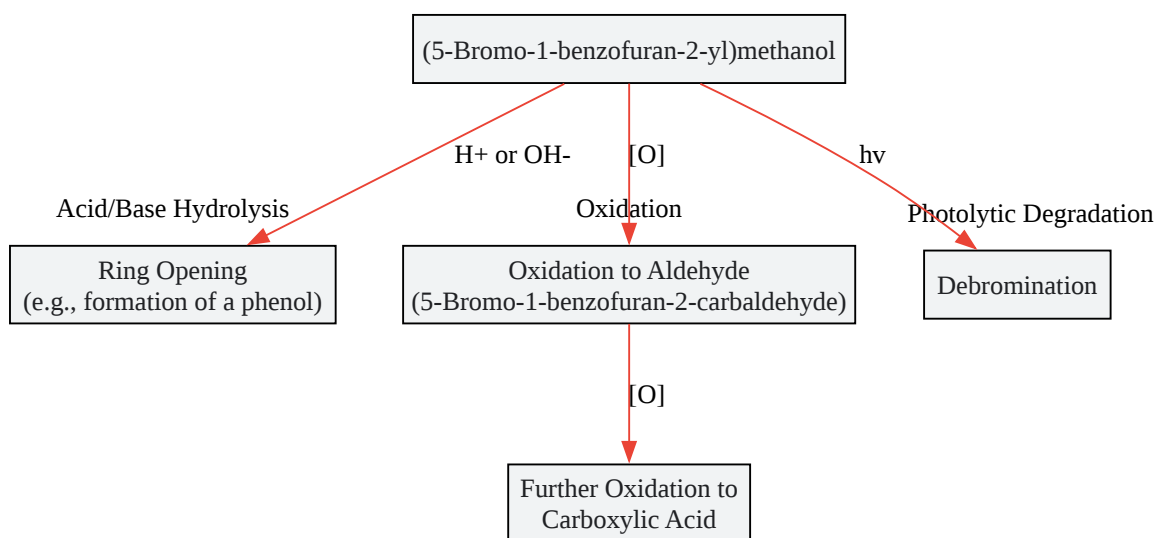 (5-Bromo-1-benzofuran-2-yl)methanol
H+ or OH-
[O]
hv
Acid/Base Hydrolysis
Oxidation
Photolytic Degradation
Ring Opening
(e.g., formation of a phenol)
Oxidation to Aldehyde
(5-Bromo-1-benzofuran-2-carbaldehyde)
Debromination
[O]
Further Oxidation to
Carboxylic Acid